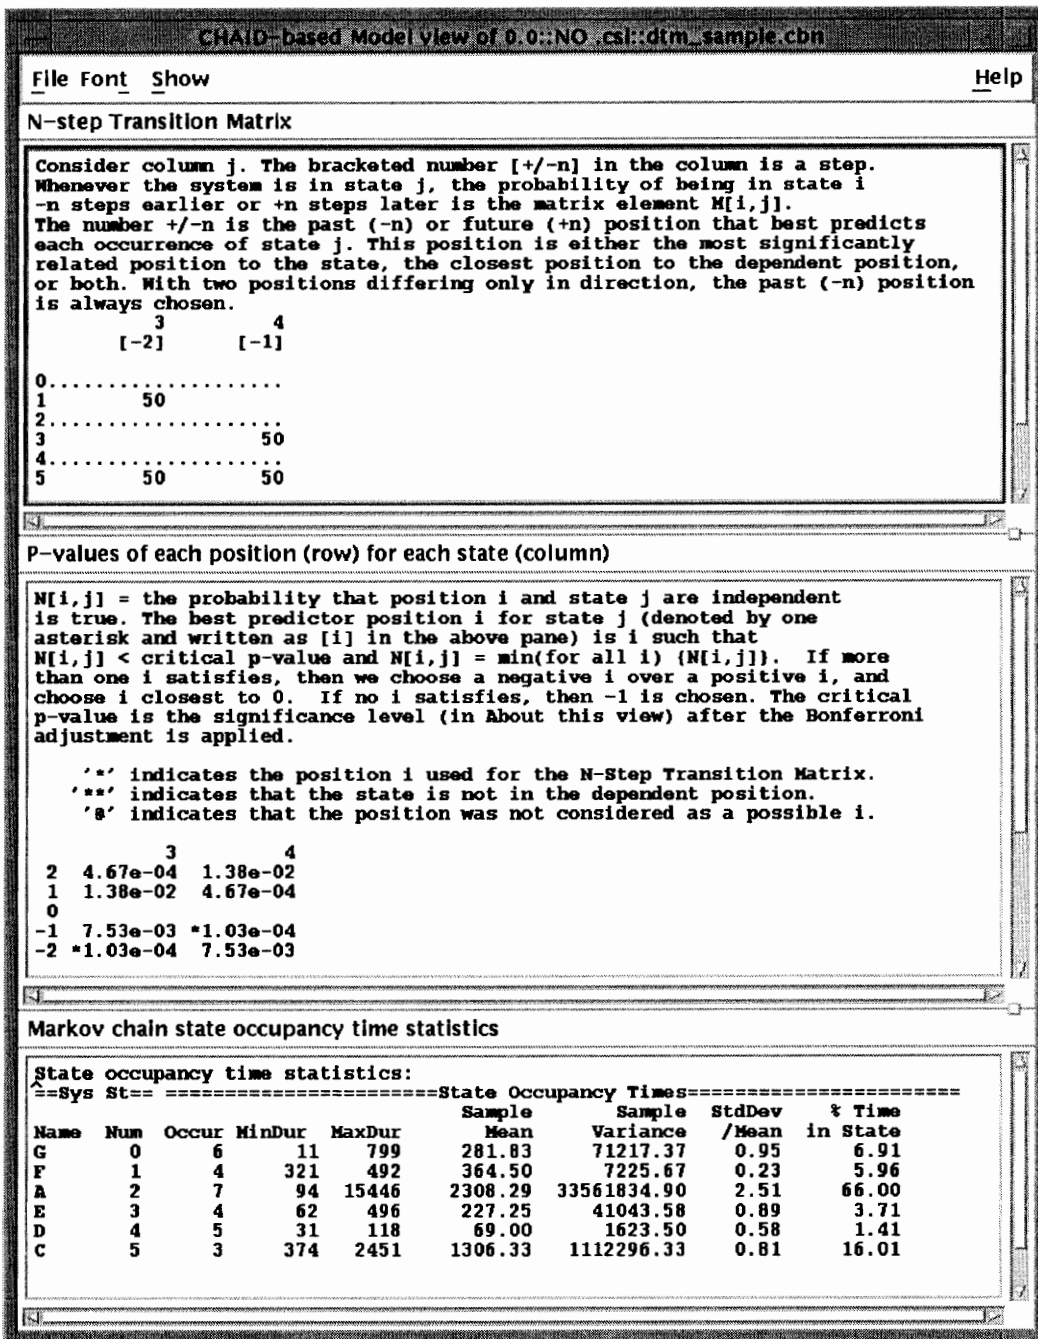 CHAID-based Model view of 0.0::NO .csl::dtm_sample.cbn
File Font Show Help
N-step Transition Matrix
Consider column j. The bracketed number [+/-n] in the column is a step.
Whenever the system is in state j, the probability of being in state i
-n steps earlier or +n steps later is the matrix element M[i,j].
The number +/-n is the past (-n) or future (+n) position that best predicts
each occurrence of state j. This position is either the most significantly
related position to the state, the closest position to the dependent position,
or both. With two positions differing only in direction, the past (-n) position
is always chosen.
3 4
[-2] [-1]
0.....................
1 50
2.....................
3 50
4.....................
5 50 50
P-values of each position (row) for each state (column)
N[i,j] = the probability that position i and state j are independent
is true. The best predictor position i for state j (denoted by one
asterisk and written as [i] in the above pane) is i such that
N[i,j] < critical p-value and N[i,j] = min(for all i) {N[i,j]}. If more
than one i satisfies, then we choose a negative i over a positive i, and
choose i closest to 0. If no i satisfies, then -1 is chosen. The critical
p-value is the significance level (in About this view) after the Bonferroni
adjustment is applied.
'*' indicates the position i used for the N-Step Transition Matrix.
'**' indicates that the state is not in the dependent position.
'@' indicates that the position was not considered as a possible i.
3 4
2 4.67e-04 1.38e-02
1 1.38e-02 4.67e-04
0
-1 7.53e-03 *1.03e-04
-2 *1.03e-04 7.53e-03
Markov chain state occupancy time statistics
State occupancy time statistics:
==Sys St== ========================State Occupancy Times========================
Sample Sample StdDev % Time
Name Num Occur MinDur MaxDur Mean Variance /Mean in State
G 0 6 11 799 281.83 71217.37 0.95 6.91
F 1 4 321 492 364.50 7225.67 0.23 5.96
A 2 7 94 15446 2308.29 33561834.90 2.51 66.00
E 3 4 62 496 227.25 41043.58 0.89 3.71
D 4 5 31 118 69.00 1623.50 0.58 1.41
C 5 3 374 2451 1306.33 1112296.33 0.81 16.01